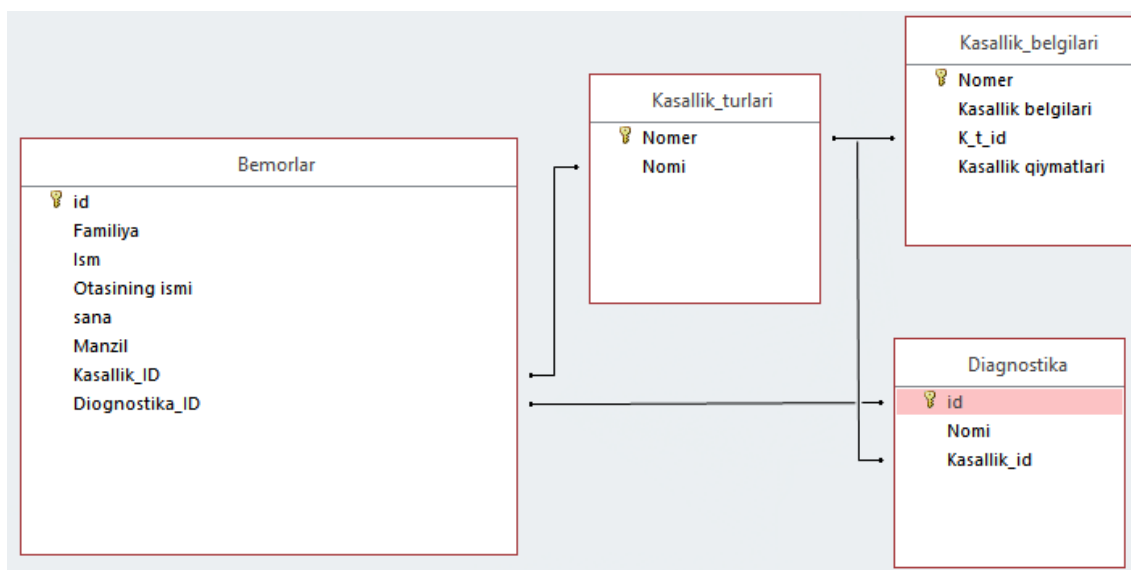 Bemorlar
id
Familiya
Ism
Otasining ismi
sana
Manzil
Kasallik_ID
Diognostika_ID
Kasallik_turlari
Nomer
Nomi
Kasallik_belgilari
Nomer
Kasallik belgilari
K_t_id
Kasallik qiymatlari
Diagnostika
id
Nomi
Kasallik_id